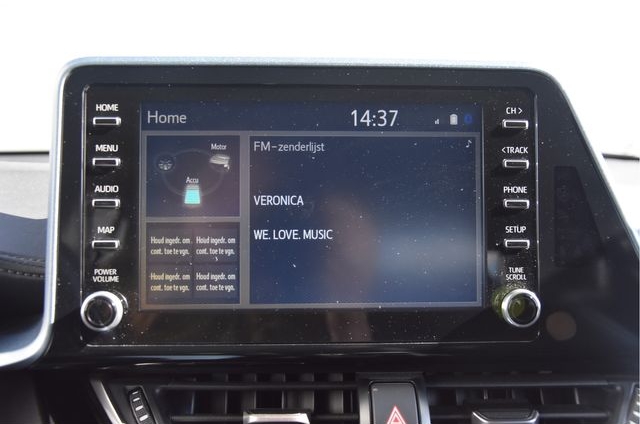 HOME
MENU
AUDIO
MAP
POWER
VOLUME
Home
14:37
Motor
Accu
FM-zenderlijst
VERONICA
WE. LOVE. MUSIC
Houd ingedr. om
cont. toe te vgn.
Houd ingedr. om
cont. toe te vgn.
Houd ingedr. om
cont. toe te vgn.
Houd ingedr. om
cont. toe te vgn.
CH >
< TRACK
PHONE
SETUP
TUNE
SCROLL